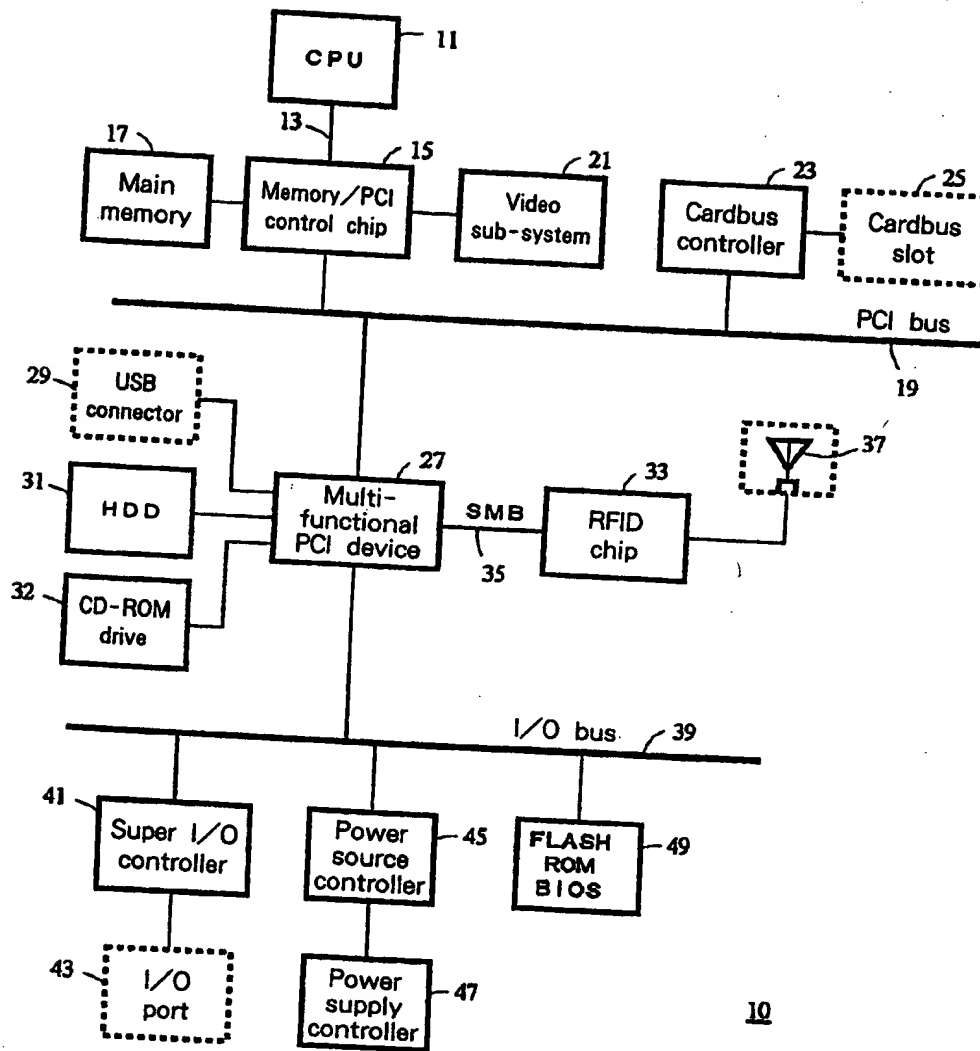 CPU
11
13
17
Main
memory
15
Memory/PCI
control chip
21
Video
sub-system
23
Cardbus
controller
25
Cardbus
slot
PCI bus
19
29
USB
connector
31
HDD
32
CD-ROM
drive
27
Multi-
functional
PCI device
SMB
35
33
RFID
chip
37
I/O bus
39
41
Super I/O
controller
43
I/O
port
Power
source
controller
45
Power
supply
controller
47
FLASH
ROM
BIOS
49
10